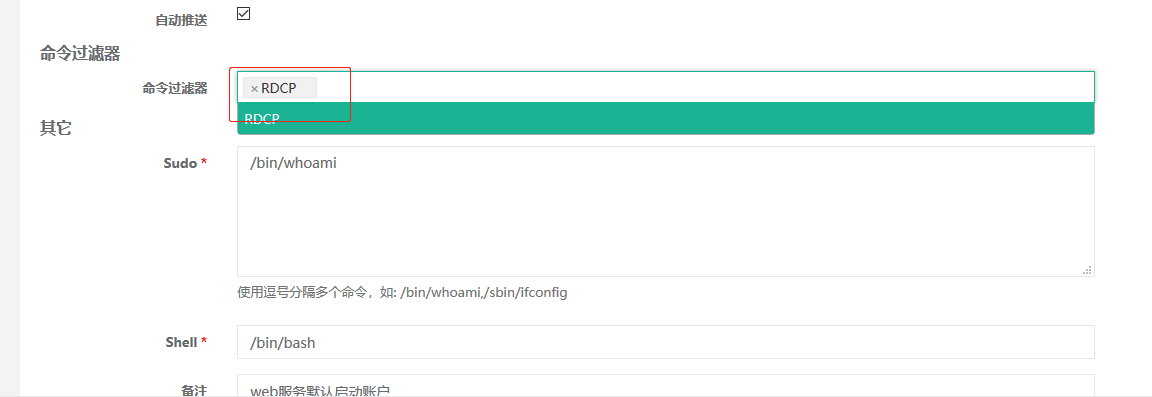 自动推送
命令过滤器
命令过滤器 × RDCP
RDCP
其它
Sudo * /bin/whoami
使用逗号分隔多个命令，如: /bin/whoami,/sbin/ifconfig
Shell * /bin/bash
备注 web服务默认启动账户